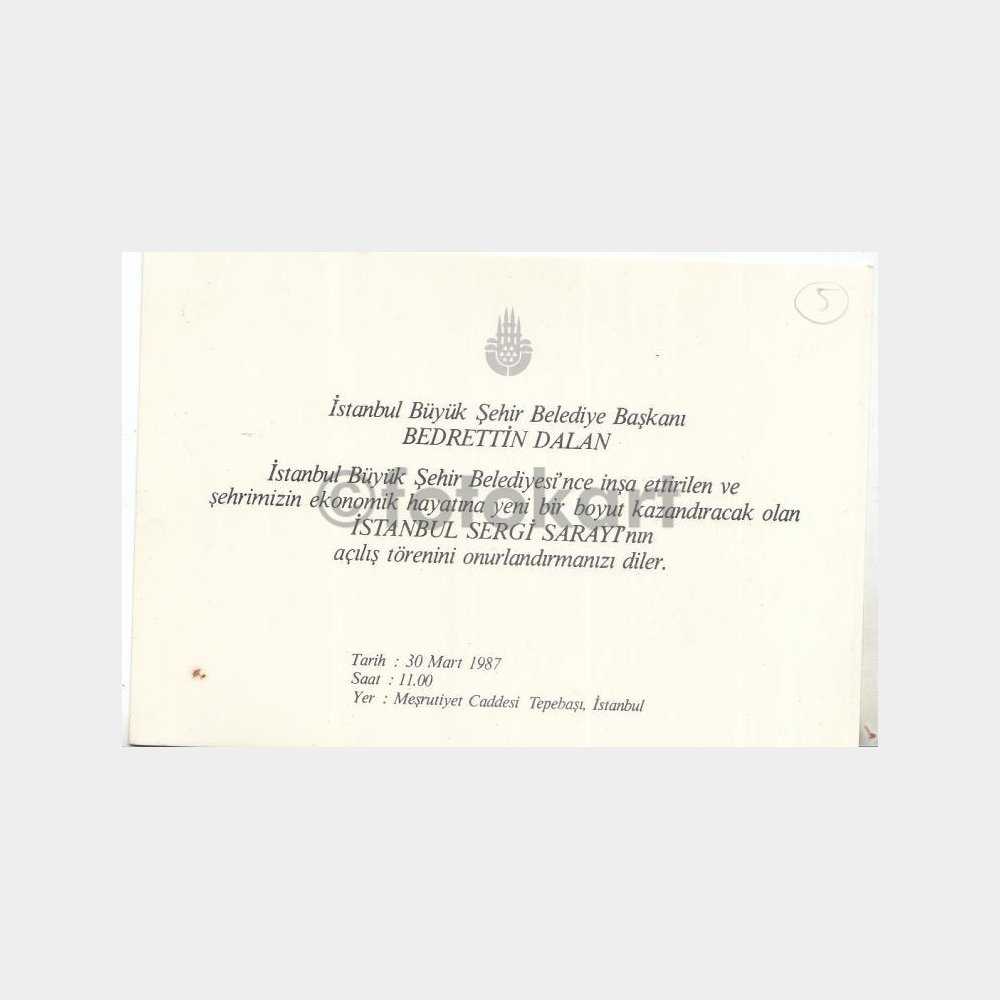 5
İstanbul Büyük Şehir Belediye Başkanı
BEDRETTİN DALAN
İstanbul Büyük Şehir Belediyesi'nce inşa ettirilen ve
şehrimizin ekonomik hayatına yeni bir boyut kazandıracak olan
©fotokart
İSTANBUL SERGİ SARAYI'nın
açılış törenini onurlandırmanızı diler.
Tarih : 30 Mart 1987
Saat : 11.00
Yer : Meşrutiyet Caddesi Tepebaşı, İstanbul